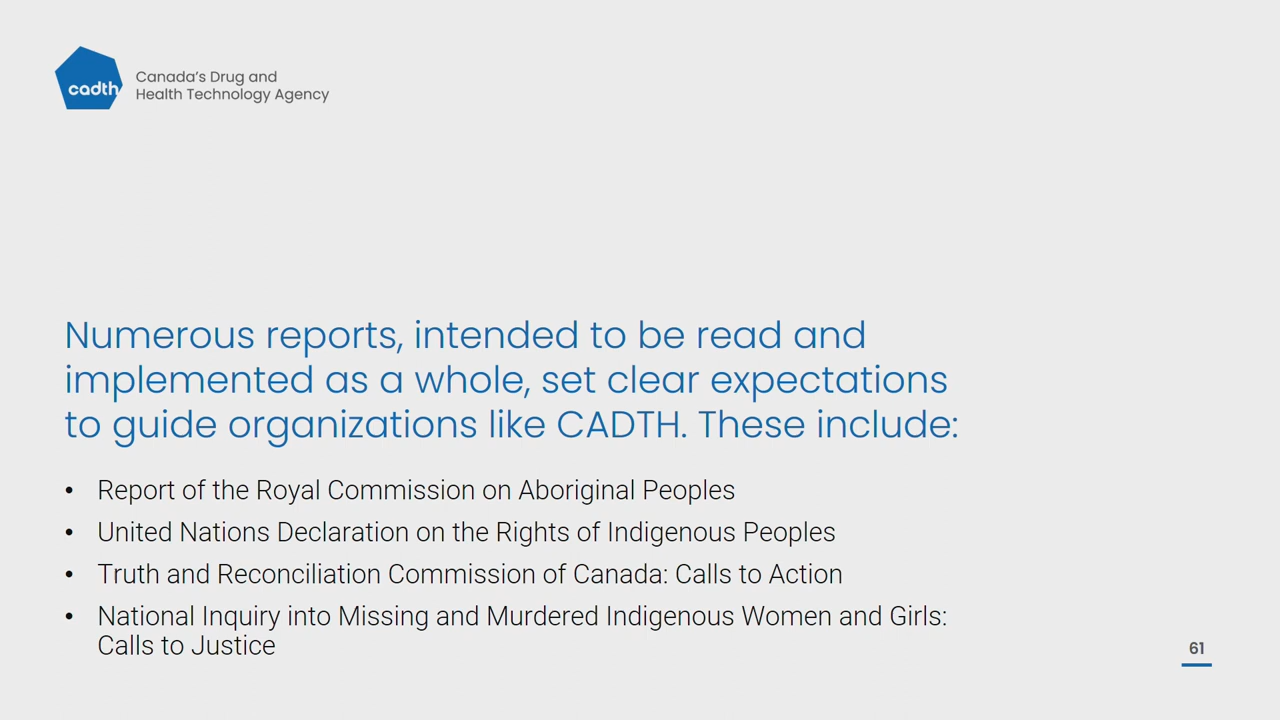 cadth
Canada's Drug and
Health Technology Agency
Numerous reports, intended to be read and
implemented as a whole, set clear expectations
to guide organizations like CADTH. These include:
• Report of the Royal Commission on Aboriginal Peoples
• United Nations Declaration on the Rights of Indigenous Peoples
• Truth and Reconciliation Commission of Canada: Calls to Action
• National Inquiry into Missing and Murdered Indigenous Women and Girls:
Calls to Justice
61